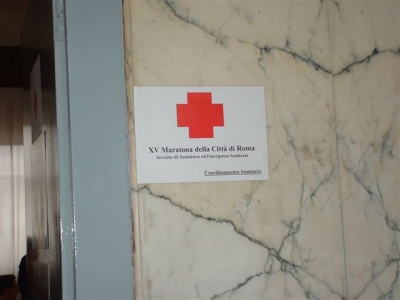 XV Maratona della Città di Roma
Servizio di Assistenza ed Emergenza Sanitaria
Coordinamento Sanitario